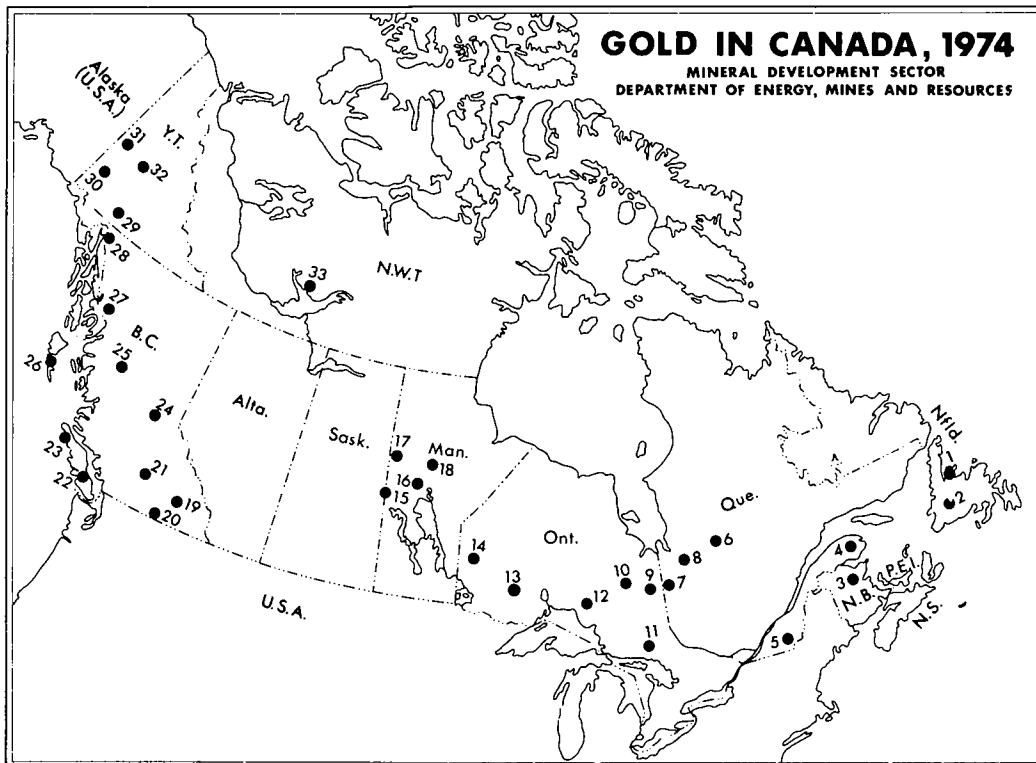 GOLD IN CANADA, 1974
MINERAL DEVELOPMENT SECTOR
DEPARTMENT OF ENERGY, MINES AND RESOURCES
Alaska
(U.S.A.)
Y.T.
31
32
30
29
28
33
N.W.T
27
B.C.
26
25
Alta.
24
Sask.
17
Man.
18
23
21
22
16
15
19
20
U.S.A.
Nfld.
1
2
Que.
Ont.
6
8
14
10
9
7
13
12
11
4
P.E.I.
3
N.B.
N.S.
5